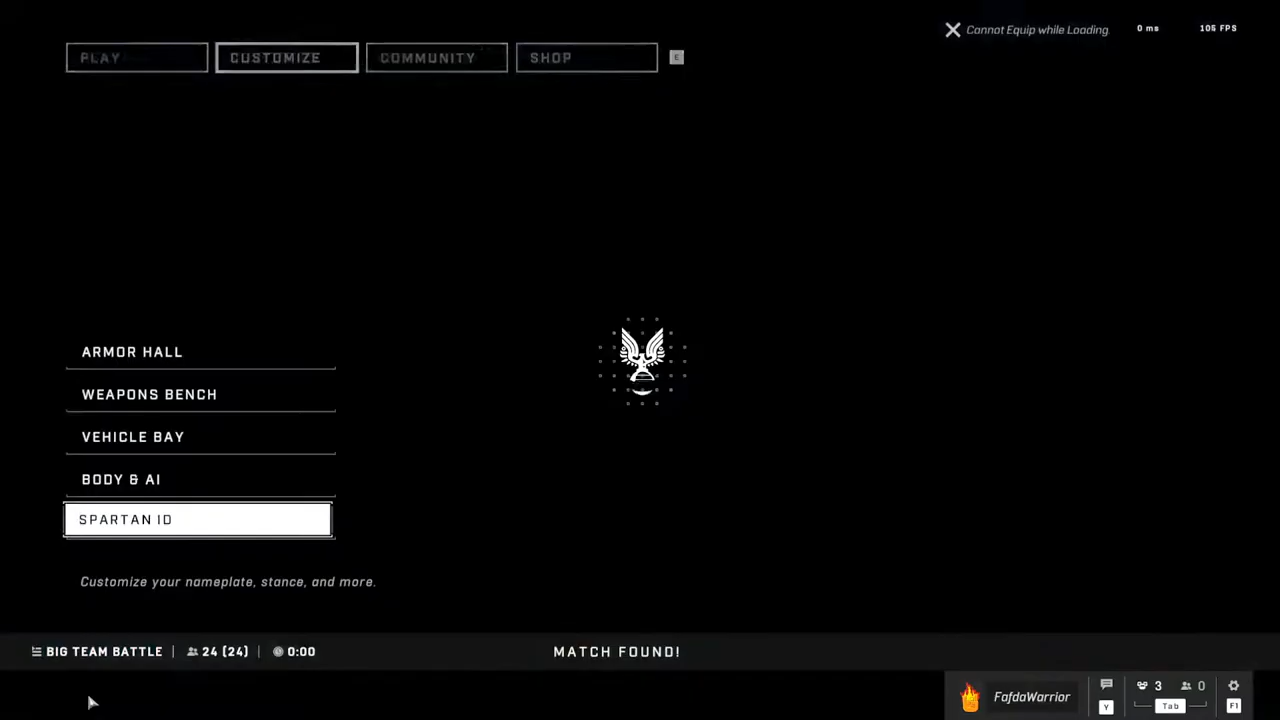 Cannot Equip while Loading.
0 ms
105 FPS
PLAY
CUSTOMIZE
COMMUNITY
SHOP
E
ARMOR HALL
WEAPONS BENCH
VEHICLE BAY
BODY & AI
SPARTAN ID
Customize your nameplate, stance, and more.
BIG TEAM BATTLE
24 (24)
0:00
MATCH FOUND!
FafdaWarrior
Y
3
0
Tab
F1